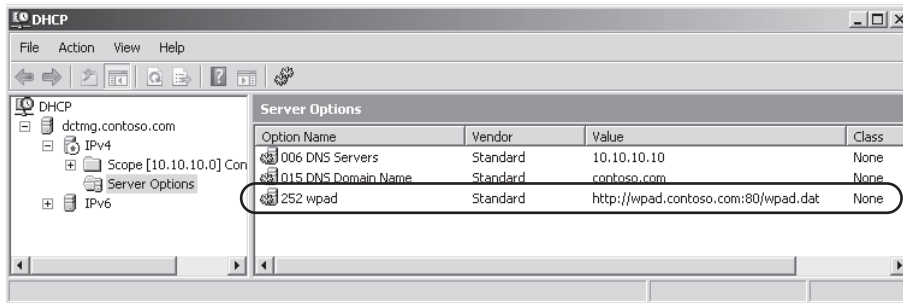 DHCP
File Action View Help
DHCP
dctmg.contoso.com
IPv4
Scope [10.10.10.0] Con
Server Options
IPv6
Server Options
Option Name Vendor Value Class
006 DNS Servers Standard 10.10.10.10 None
015 DNS Domain Name Standard contoso.com None
252 wpad Standard http://wpad.contoso.com:80/wpad.dat None